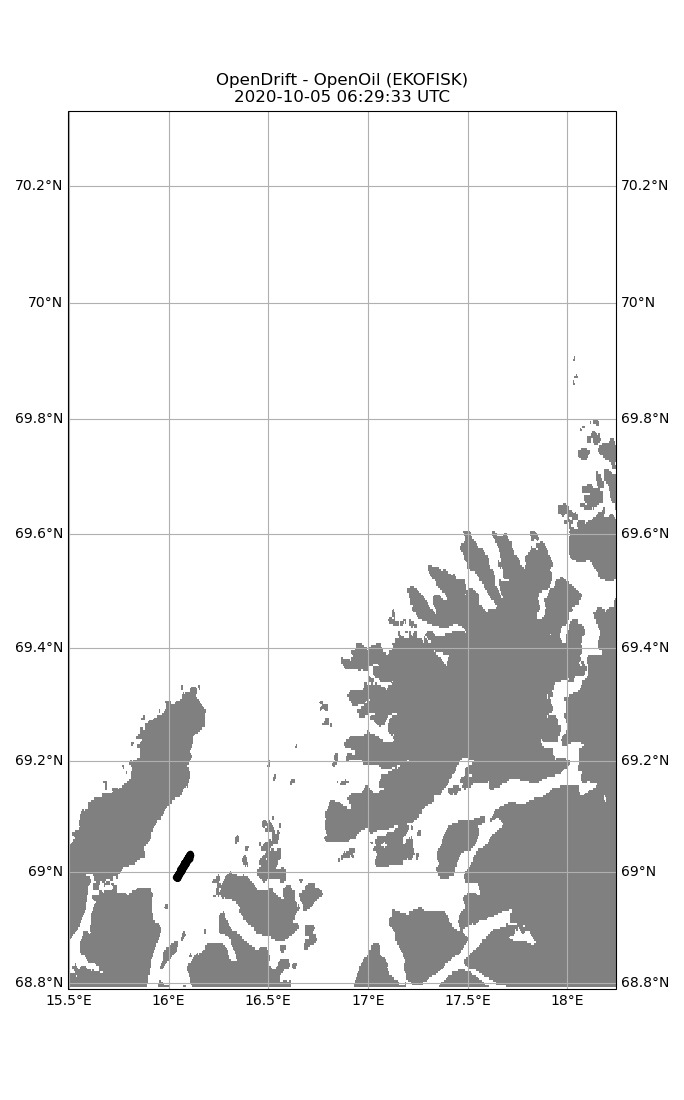 OpenDrift - OpenOil (EKOFISK)
2020-10-05 06:29:33 UTC
70.2°N 70.2°N
70°N 70°N
69.8°N 69.8°N
69.6°N 69.6°N
69.4°N 69.4°N
69.2°N 69.2°N
69°N 69°N
68.8°N 68.8°N
15.5°E 16°E 16.5°E 17°E 17.5°E 18°E